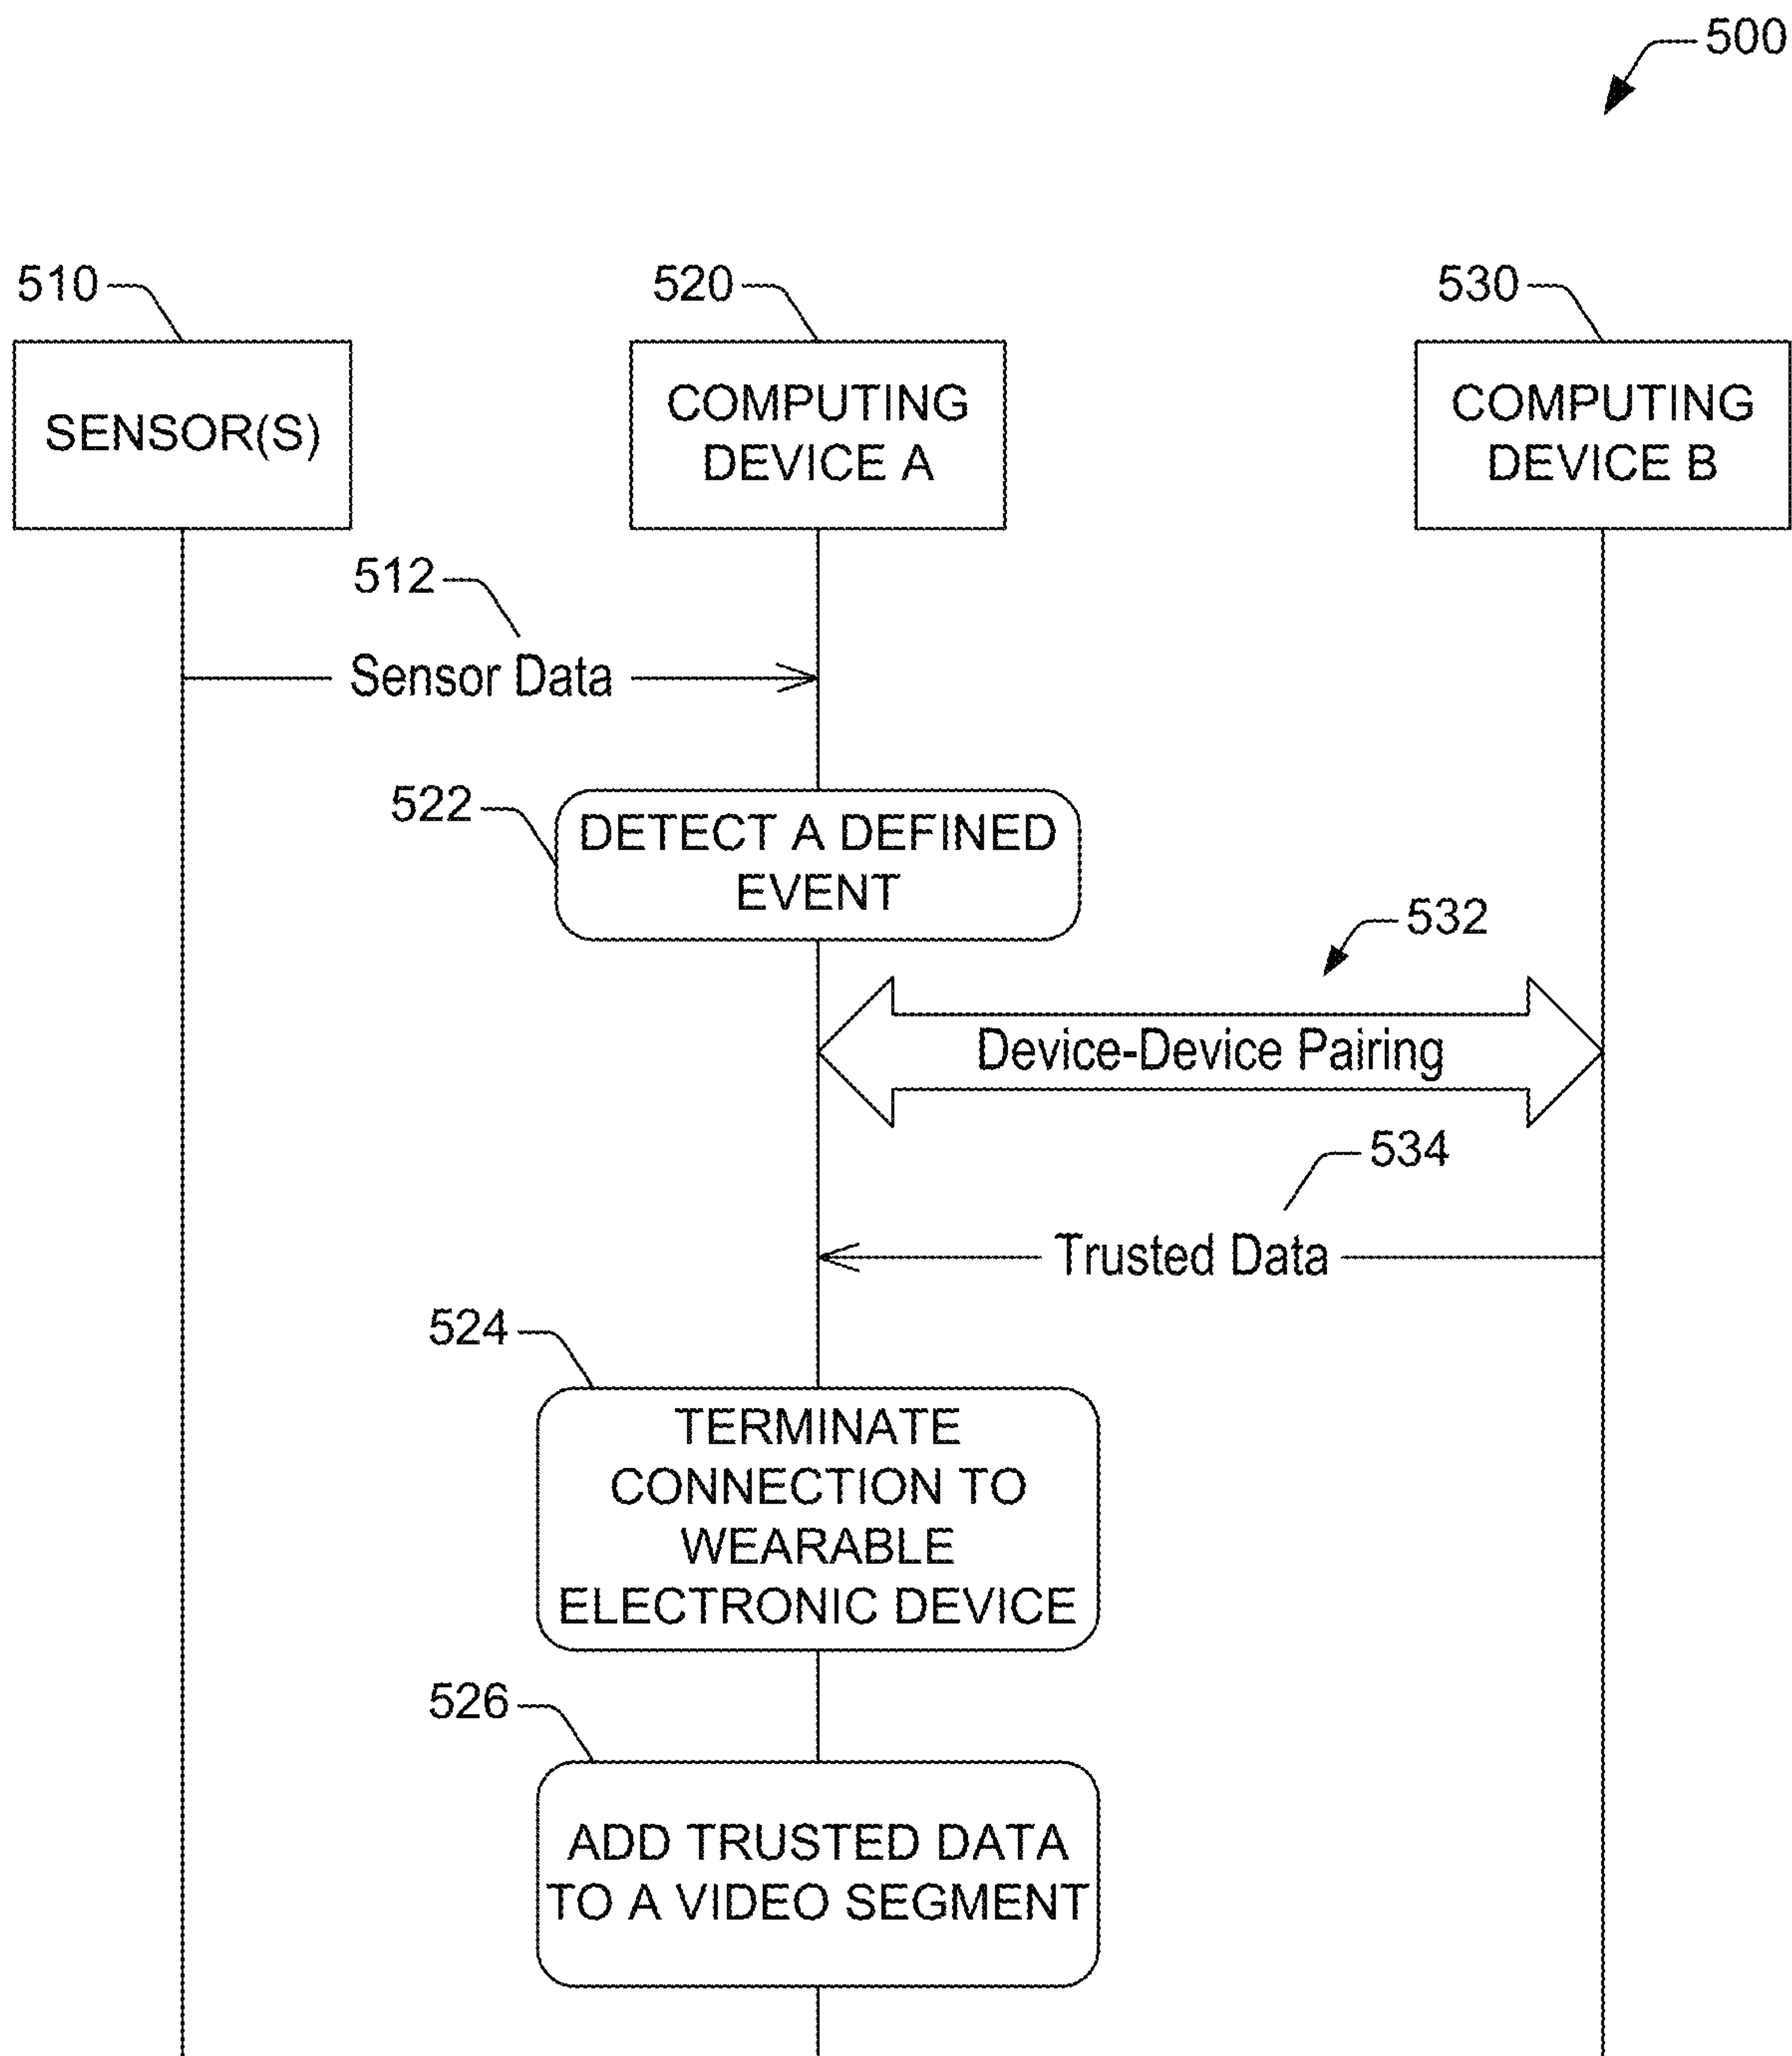 500
510
520
530
SENSOR(S)
COMPUTING
DEVICE A
COMPUTING
DEVICE B
512
Sensor Data
522
DETECT A DEFINED
EVENT
532
Device-Device Pairing
534
Trusted Data
524
TERMINATE
CONNECTION TO
WEARABLE
ELECTRONIC DEVICE
526
ADD TRUSTED DATA
TO A VIDEO SEGMENT